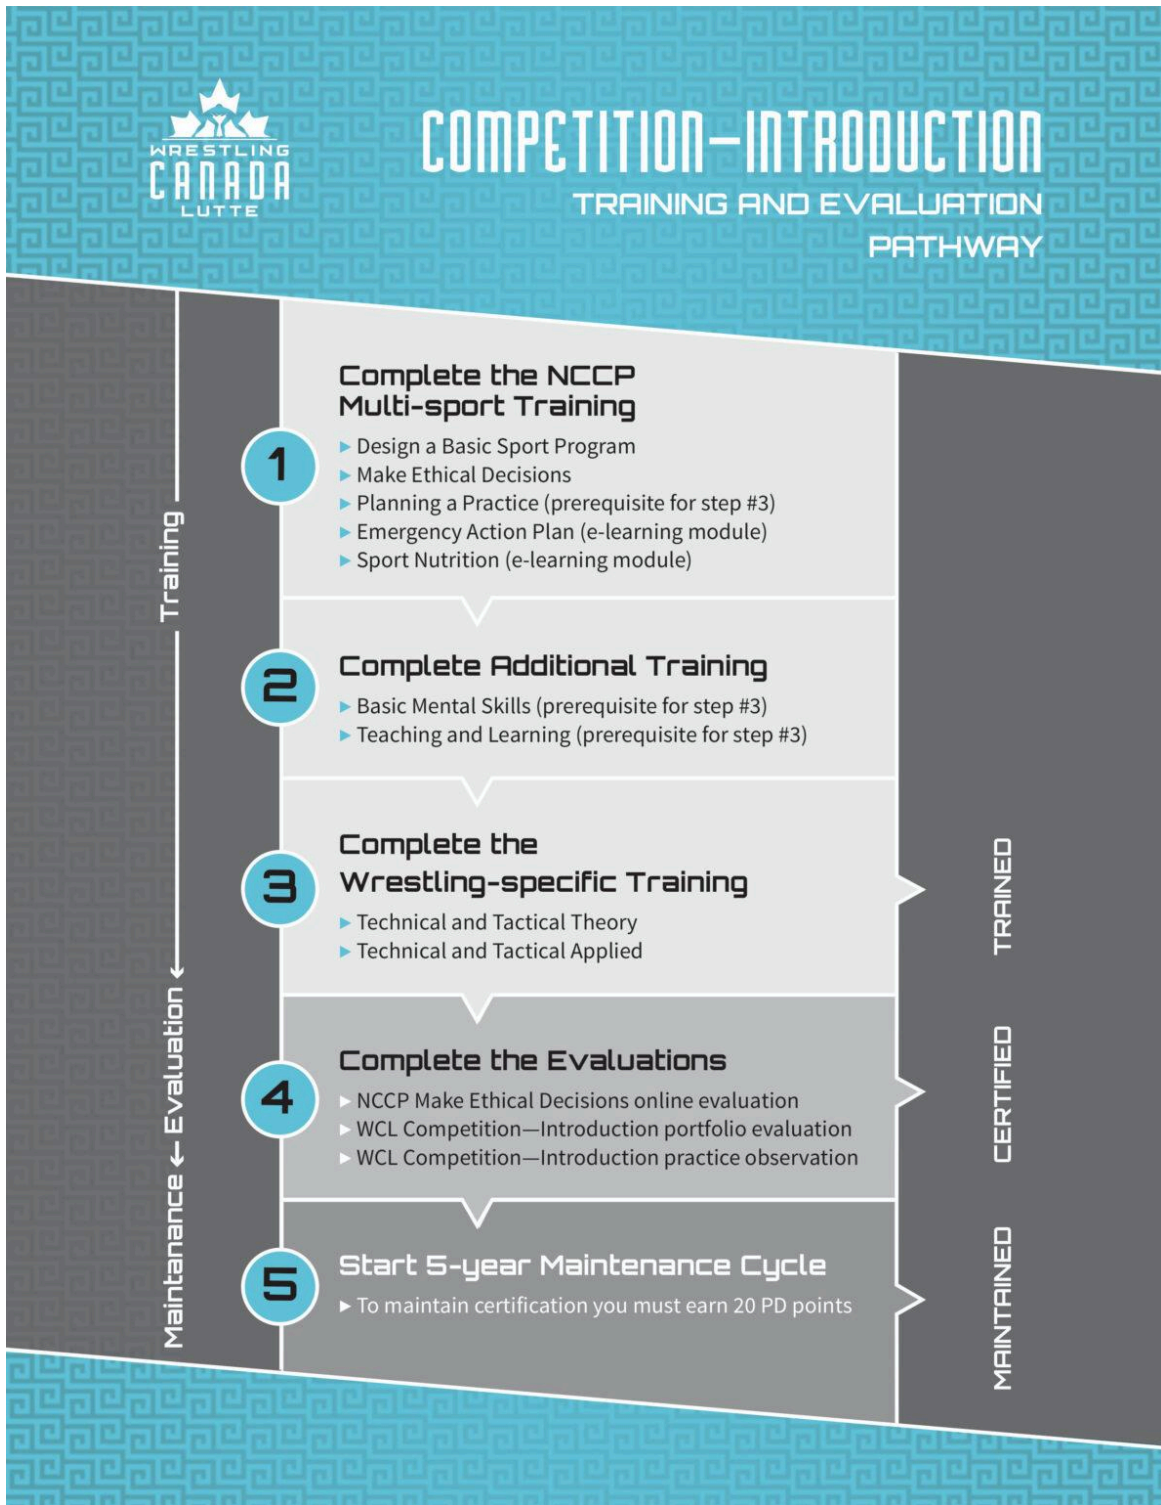 WRESTLING
CANADA
LUTTE
COMPETITION—INTRODUCTION
TRAINING AND EVALUATION
PATHWAY
Training
Evaluation
Maintanance
1
Complete the NCCP
Multi-sport Training
Design a Basic Sport Program
Make Ethical Decisions
Planning a Practice (prerequisite for step #3)
Emergency Action Plan (e-learning module)
Sport Nutrition (e-learning module)
2
Complete Additional Training
Basic Mental Skills (prerequisite for step #3)
Teaching and Learning (prerequisite for step #3)
3
Complete the
Wrestling-specific Training
Technical and Tactical Theory
Technical and Tactical Applied
TRAINED
4
Complete the Evaluations
NCCP Make Ethical Decisions online evaluation
WCL Competition—Introduction portfolio evaluation
WCL Competition—Introduction practice observation
CERTIFIED
5
Start 5-year Maintenance Cycle
To maintain certification you must earn 20 PD points
MAINTAINED